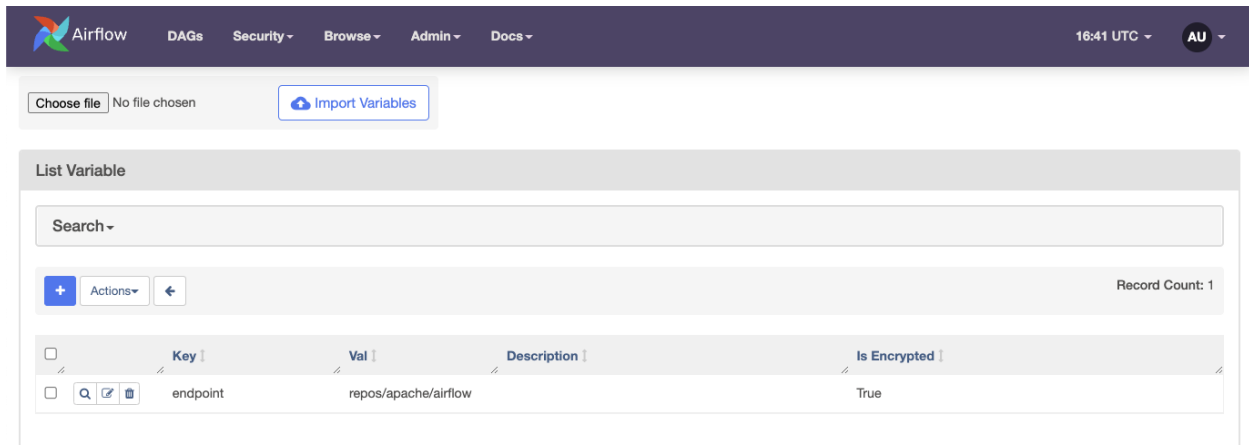 Airflow DAGs Security Browse Admin Docs 16:41 UTC AU
Choose file No file chosen Import Variables
List Variable
Search
+ Actions Record Count: 1
Key Val Description Is Encrypted
endpoint repos/apache/airflow True